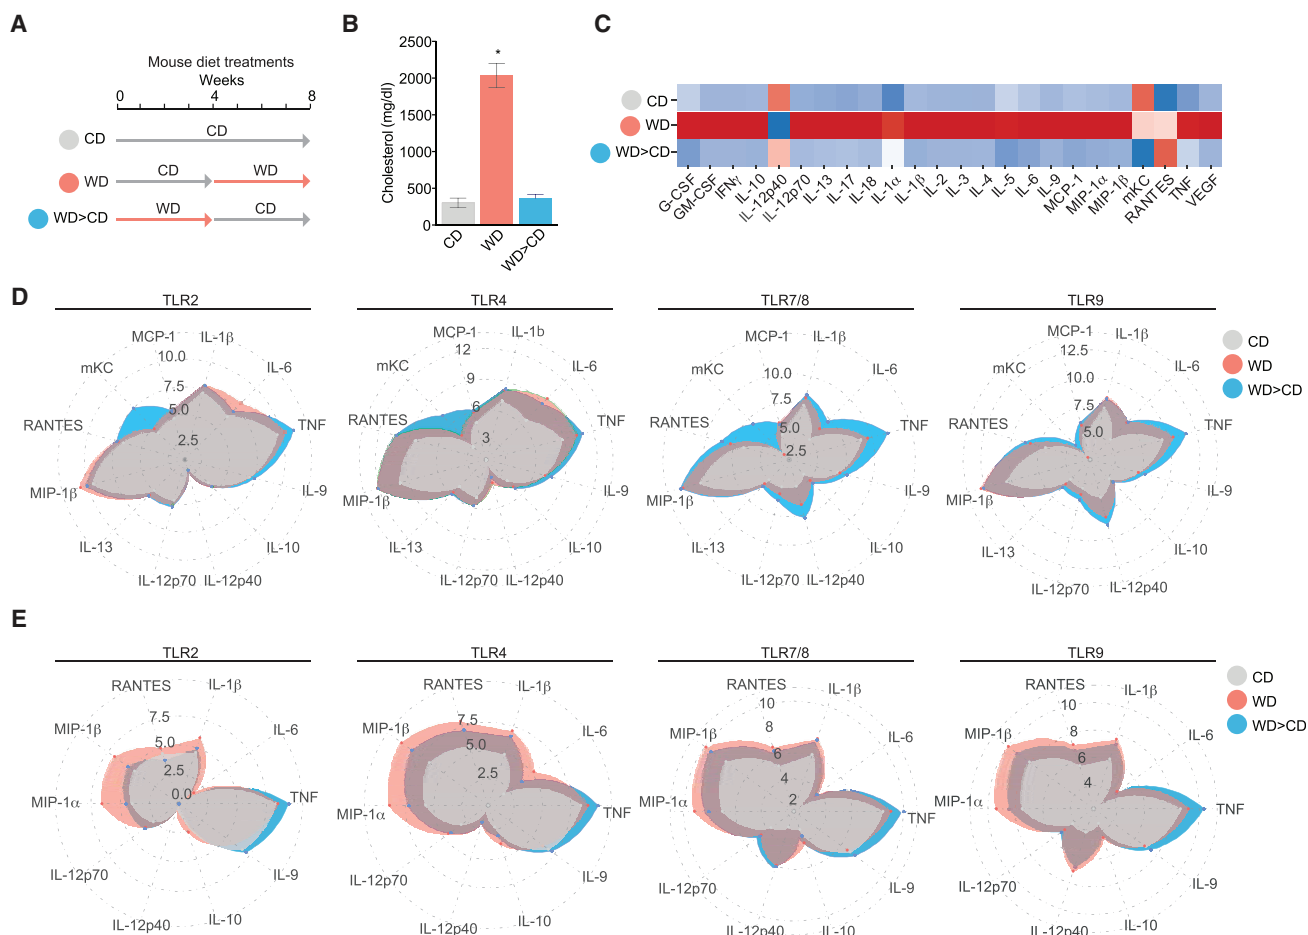 A
Mouse diet treatments
Weeks
0 4 8
CD CD
WD CD WD
WD>CD WD CD
B
Cholesterol (mg/dl)
2500
2000
1500
1000
500
0
*
CD WD WD>CD
C
CD
WD
WD>CD
G-CSF GM-CSF IFNγ IL-10 IL-12p40 IL-12p70 IL-13 IL-17 IL-18 IL-1α IL-1β IL-2 IL-3 IL-4 IL-5 IL-6 IL-9 MCP-1 MIP-1α MIP-1β mKC RANTES TNF VEGF
D
TLR2
MCP-1 IL-1β
mKC IL-6
RANTES TNF
MIP-1β IL-9
IL-13 IL-10
IL-12p70 IL-12p40
10.0
7.5
5.0
2.5
TLR4
MCP-1 IL-1b
mKC IL-6
RANTES TNF
MIP-1β IL-9
IL-13 IL-10
IL-12p70 IL-12p40
12
9
6
3
TLR7/8
MCP-1 IL-1β
mKC IL-6
RANTES TNF
MIP-1β IL-9
IL-13 IL-10
IL-12p70 IL-12p40
10.0
7.5
5.0
2.5
TLR9
MCP-1 IL-1β
mKC IL-6
RANTES TNF
MIP-1β IL-9
IL-13 IL-10
IL-12p70 IL-12p40
12.5
10.0
7.5
5.0
CD
WD
WD>CD
E
TLR2
RANTES IL-1β
MIP-1β IL-6
MIP-1α TNF
IL-12p70 IL-9
IL-12p40 IL-10
7.5
5.0
2.5
0.0
TLR4
RANTES IL-1β
MIP-1β IL-6
MIP-1α TNF
IL-12p70 IL-9
IL-12p40 IL-10
7.5
5.0
2.5
TLR7/8
RANTES IL-1β
MIP-1β IL-6
MIP-1α TNF
IL-12p70 IL-9
IL-12p40 IL-10
10
8
6
4
2
TLR9
RANTES IL-1β
MIP-1β IL-6
MIP-1α TNF
IL-12p70 IL-9
IL-12p40 IL-10
10
8
6
4
CD
WD
WD>CD